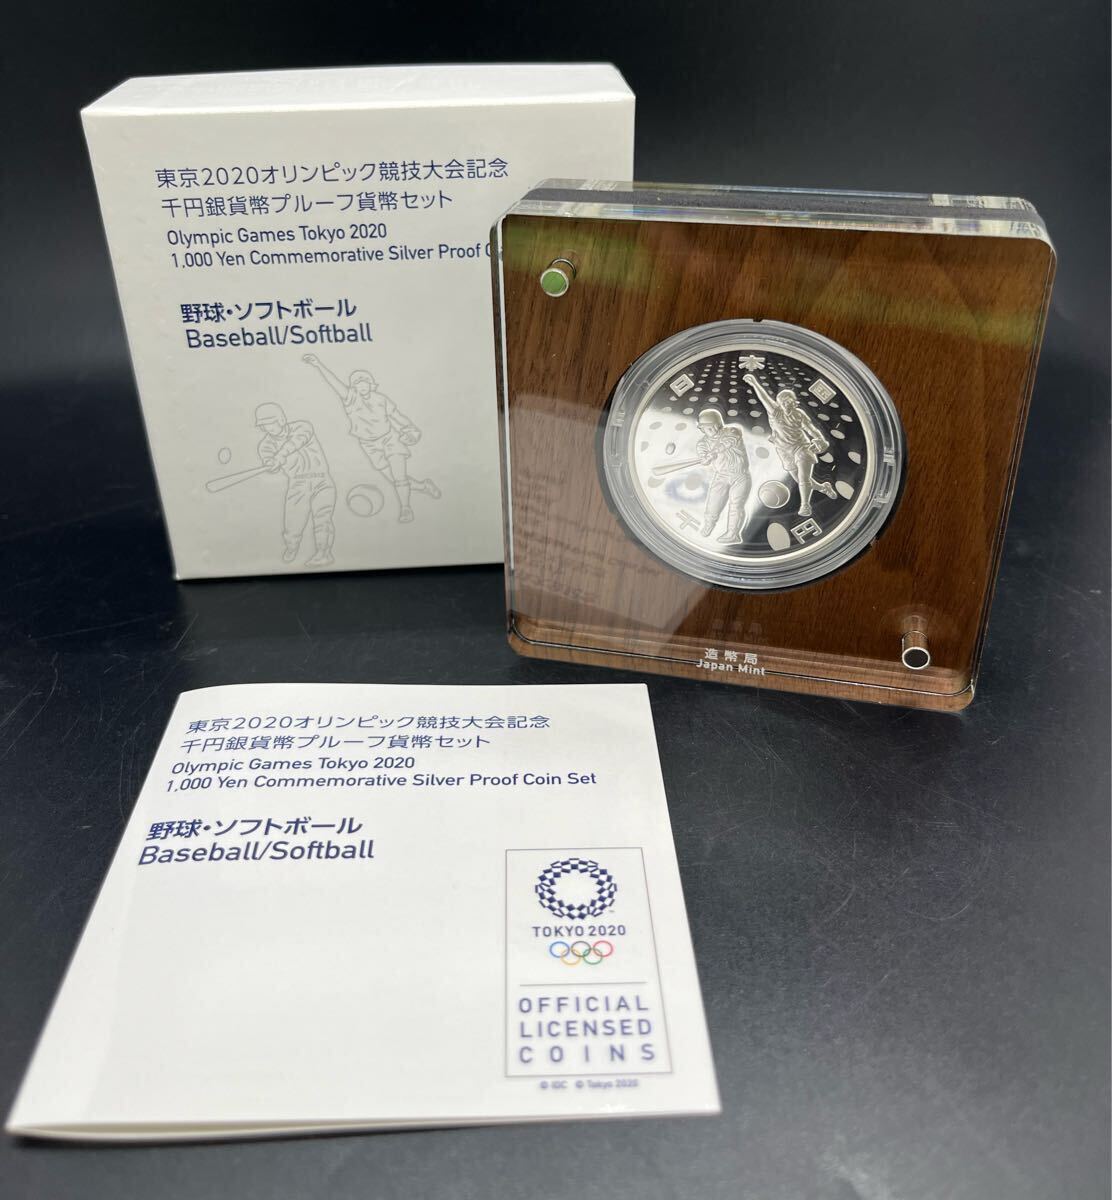 東京2020オリンピック競技大会記念
千円銀貨幣プルーフ貨幣セット
Olympic Games Tokyo 2020
1,000 Yen Commemorative Silver Proof
野球・ソフトボール
Baseball/Softball
日本国
千円
造幣局
Japan Mint
東京2020オリンピック競技大会記念
千円銀貨幣プルーフ貨幣セット
Olympic Games Tokyo 2020
1,000 Yen Commemorative Silver Proof Coin Set
野球・ソフトボール
Baseball/Softball
TOKYO 2020
OFFICIAL
LICENSED
COINS
© IOC © Tokyo 2020